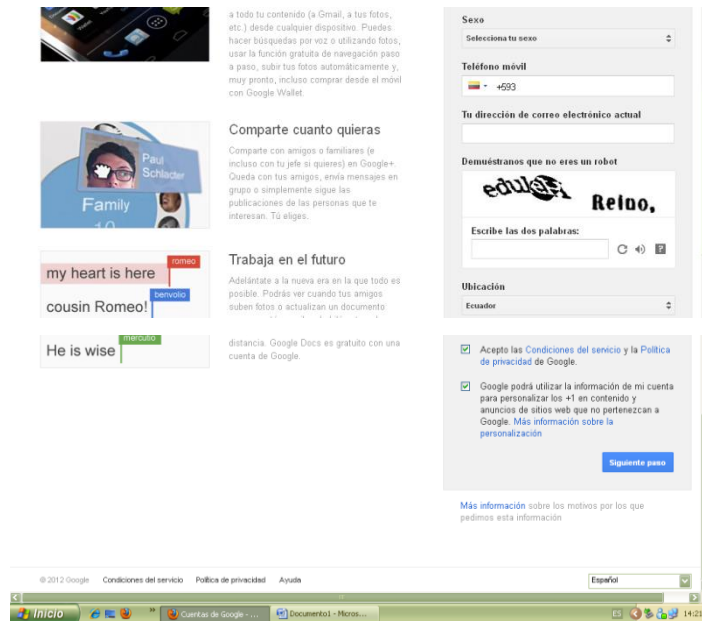 a todo tu contenido (a Gmail, a tus fotos,
etc.) desde cualquier dispositivo. Puedes
hacer búsquedas por voz o utilizando fotos,
usar la función gratuita de navegación paso
a paso, subir tus fotos automáticamente y,
muy pronto, incluso comprar desde el móvil
con Google Wallet.
Paul
Schlacter
Family
10
Comparte cuanto quieras
Comparte con amigos o familiares (e
incluso con tu jefe si quieres) en Google+.
Queda con tus amigos, envía mensajes en
grupo o simplemente sigue las
publicaciones de las personas que te
interesan. Tú eliges.
romeo
my heart is here
benvolio
cousin Romeo!
mercutio
He is wise
Trabaja en el futuro
Adelántate a la nueva era en la que todo es
posible. Podrás ver cuando tus amigos
suben fotos o actualizan un documento
distancia. Google Docs es gratuito con una
cuenta de Google.
Sexo
Selecciona tu sexo
Teléfono móvil
+593
Tu dirección de correo electrónico actual
Demuéstranos que no eres un robot
Reino,
Escribe las dos palabras:
Ubicación
Ecuador
Acepto las Condiciones del servicio y la Política
de privacidad de Google.
Google podrá utilizar la información de mi cuenta
para personalizar los +1 en contenido y
anuncios de sitios web que no pertenezcan a
Google. Más información sobre la
personalización
Siguiente paso
Más información sobre los motivos por los que
pedimos esta información
© 2012 Google Condiciones del servicio Política de privacidad Ayuda
Español
Inicio
Cuentas de Google - ...
Documento1 - Micros...
ES
14:21